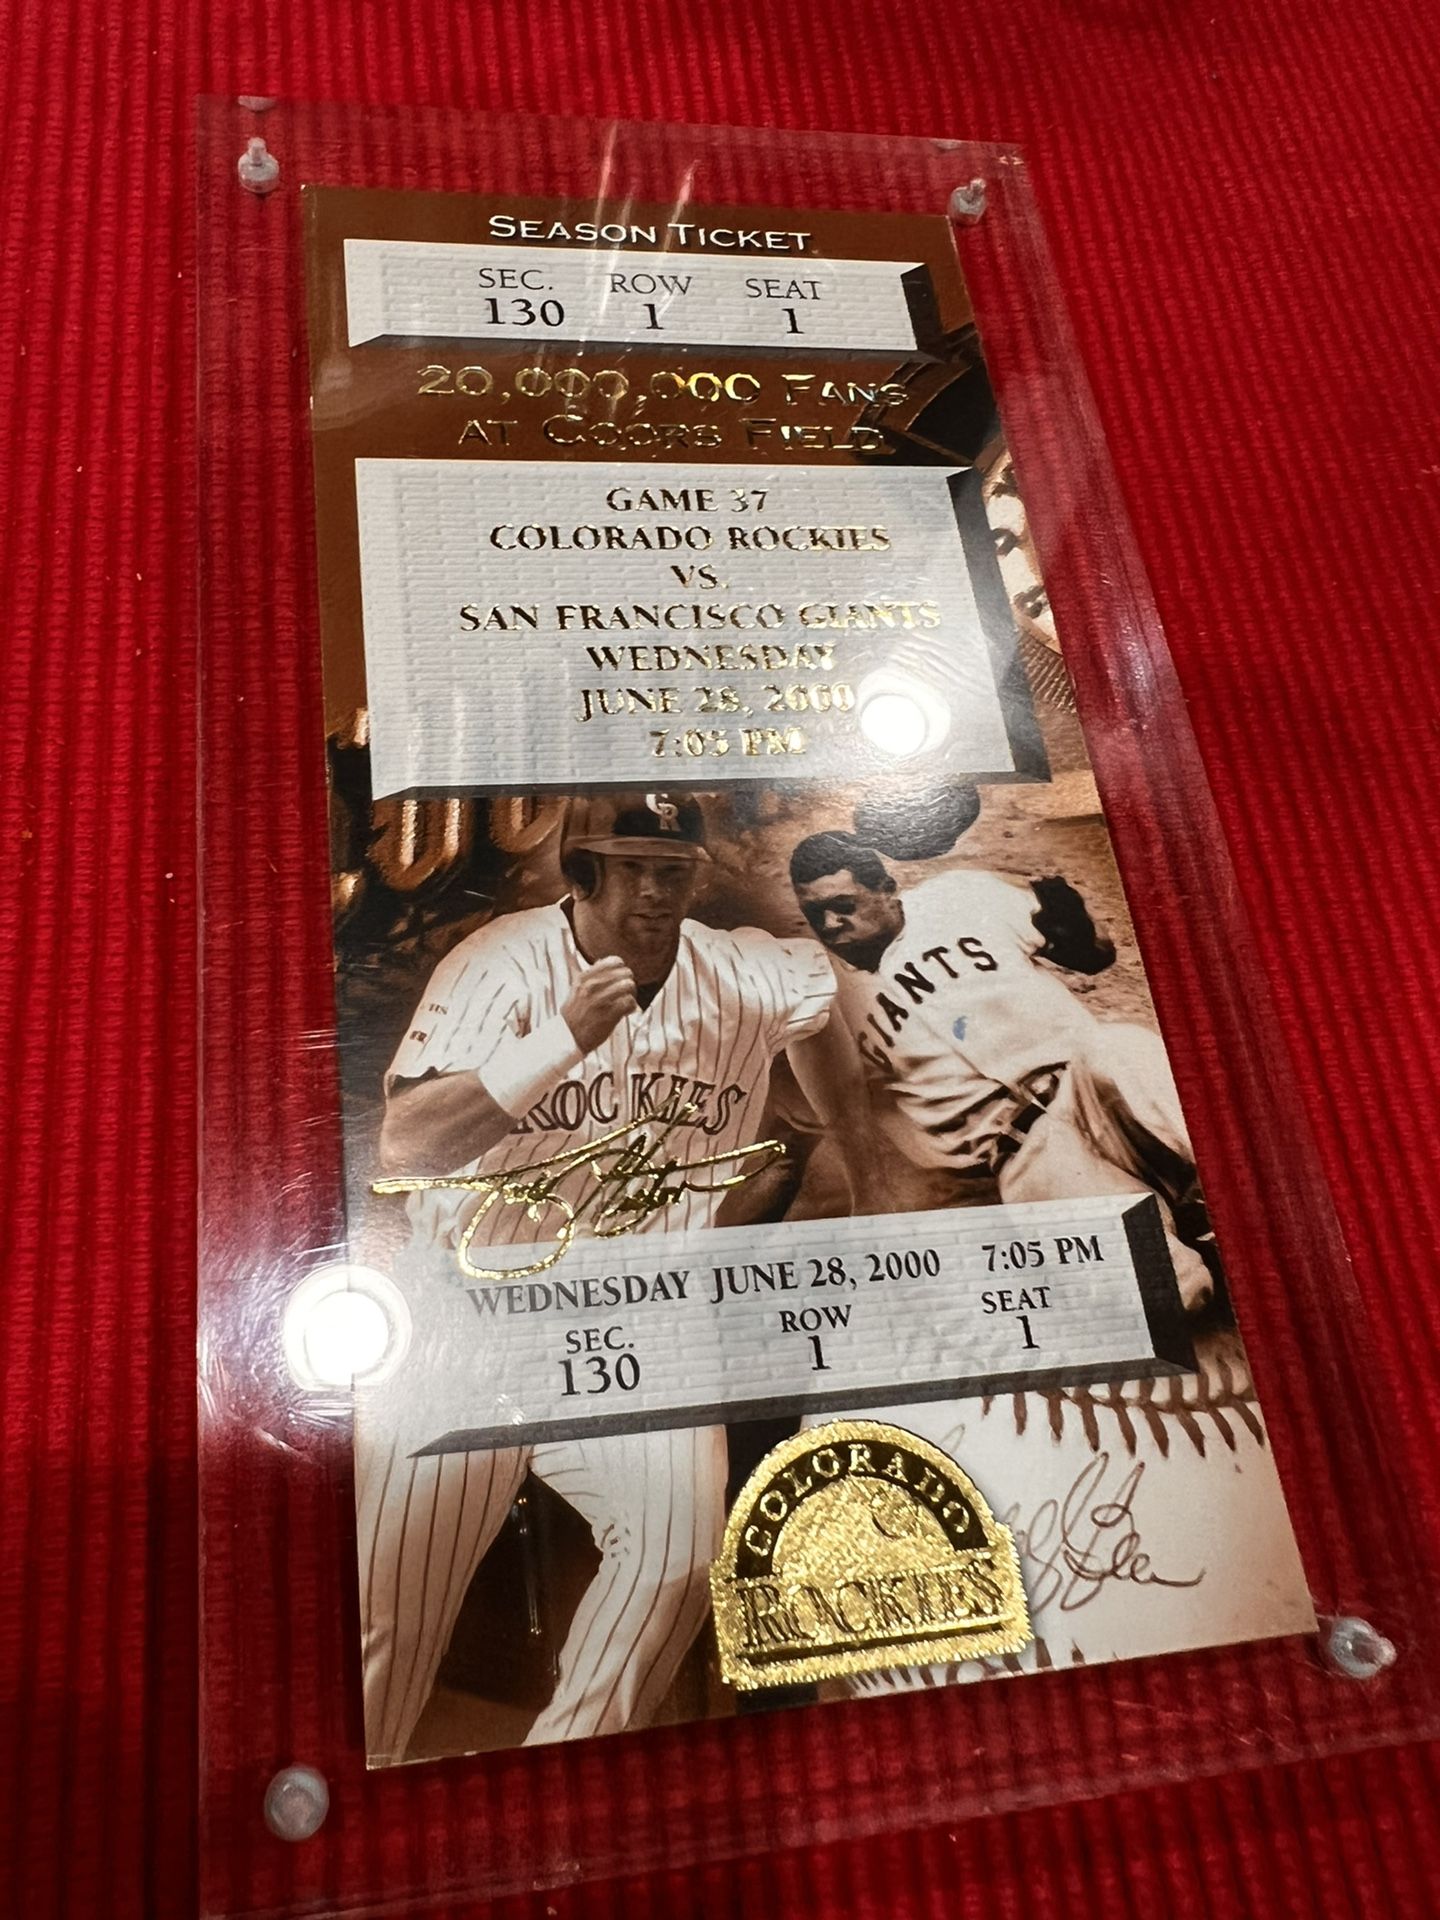 SEASON TICKET
SEC. ROW SEAT
130 1 1
20,000,000 FANS
AT COORS FIELD
GAME 37
COLORADO ROCKIES
VS.
SAN FRANCISCO GIANTS
WEDNESDAY
JUNE 28, 2000
7:05 PM
CR
GIANTS
ROCKIES
WEDNESDAY JUNE 28, 2000 7:05 PM
SEC. ROW SEAT
130 1 1
COLORADO
ROCKIES